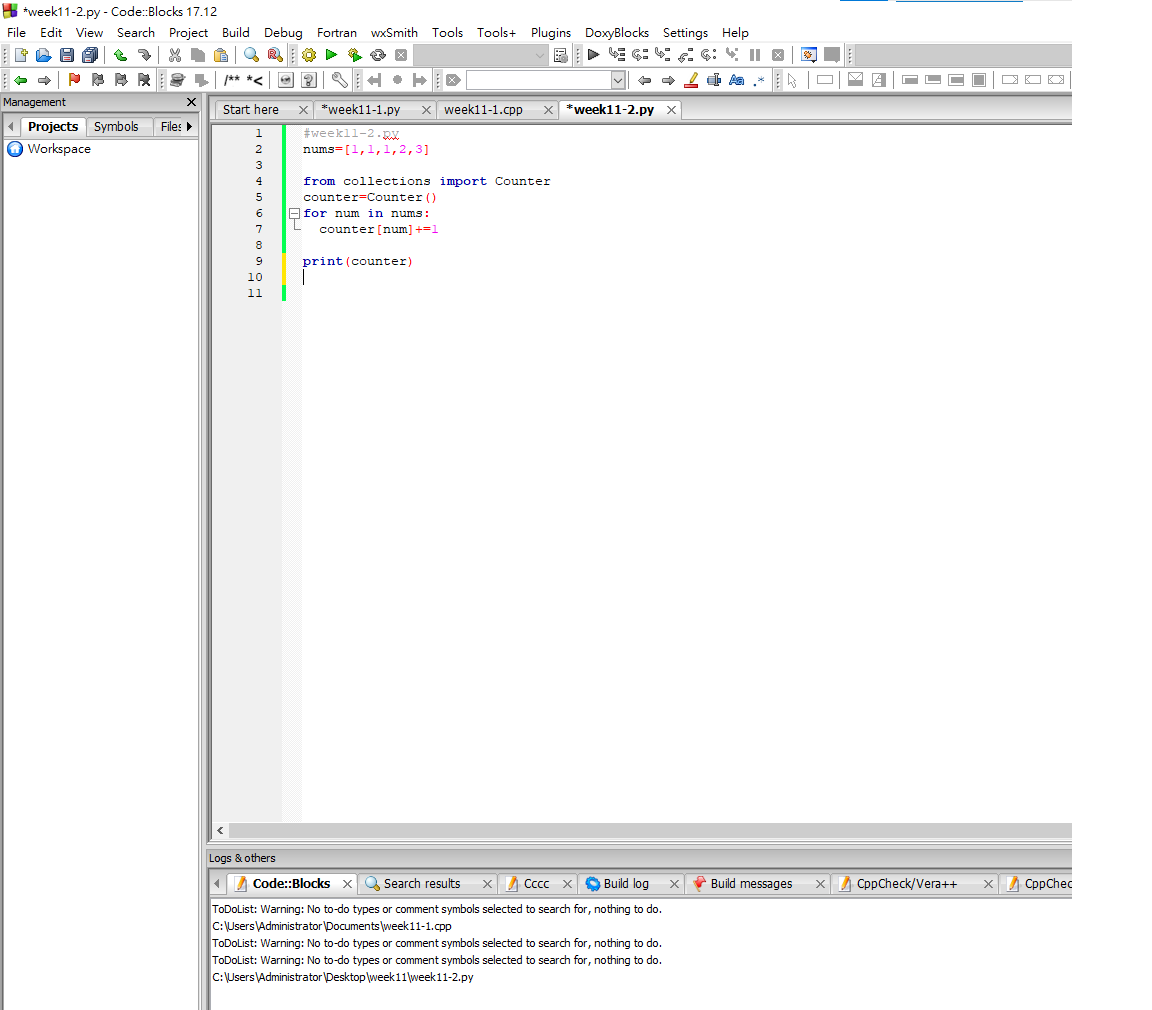 *week11-2.py - Code::Blocks 17.12
File Edit View Search Project Build Debug Fortran wxSmith Tools Tools+ Plugins DoxyBlocks Settings Help
/** *<
Management
Projects Symbols Files
Workspace
Start here *week11-1.py week11-1.cpp *week11-2.py
1 #week11-2.py
2 nums=[1,1,1,2,3]
3
4 from collections import Counter
5 counter=Counter()
6 for num in nums:
7 counter[num]+=1
8
9 print(counter)
10
11
Logs & others
Code::Blocks Search results Cccc Build log Build messages CppCheck/Vera++ CppChec
ToDoList: Warning: No to-do types or comment symbols selected to search for, nothing to do.
C:\Users\Administrator\Documents\week11-1.cpp
ToDoList: Warning: No to-do types or comment symbols selected to search for, nothing to do.
ToDoList: Warning: No to-do types or comment symbols selected to search for, nothing to do.
C:\Users\Administrator\Desktop\week11\week11-2.py